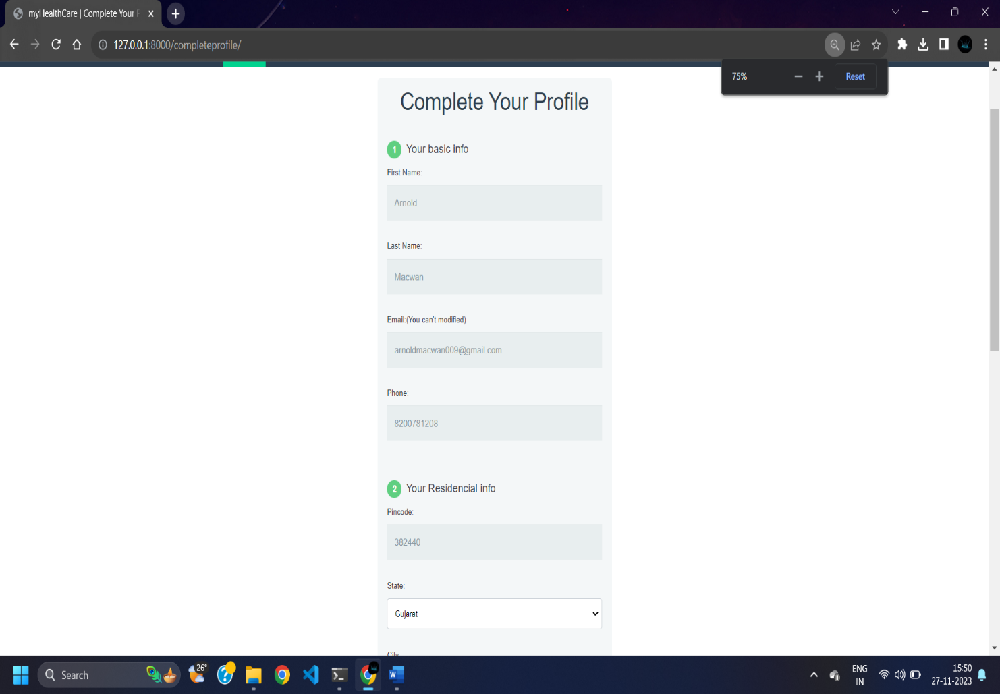 myHealthCare | Complete Your P
127.0.0.1:8000/completeprofile/
75%
Reset
Complete Your Profile
1 Your basic info
First Name:
Arnold
Last Name:
Macwan
Email:(You can't modified)
arnoldmacwan009@gmail.com
Phone:
8200781208
2 Your Residencial info
Pincode:
382440
State:
Gujarat
City:
Search
26°
ENG
IN
15:50
27-11-2023